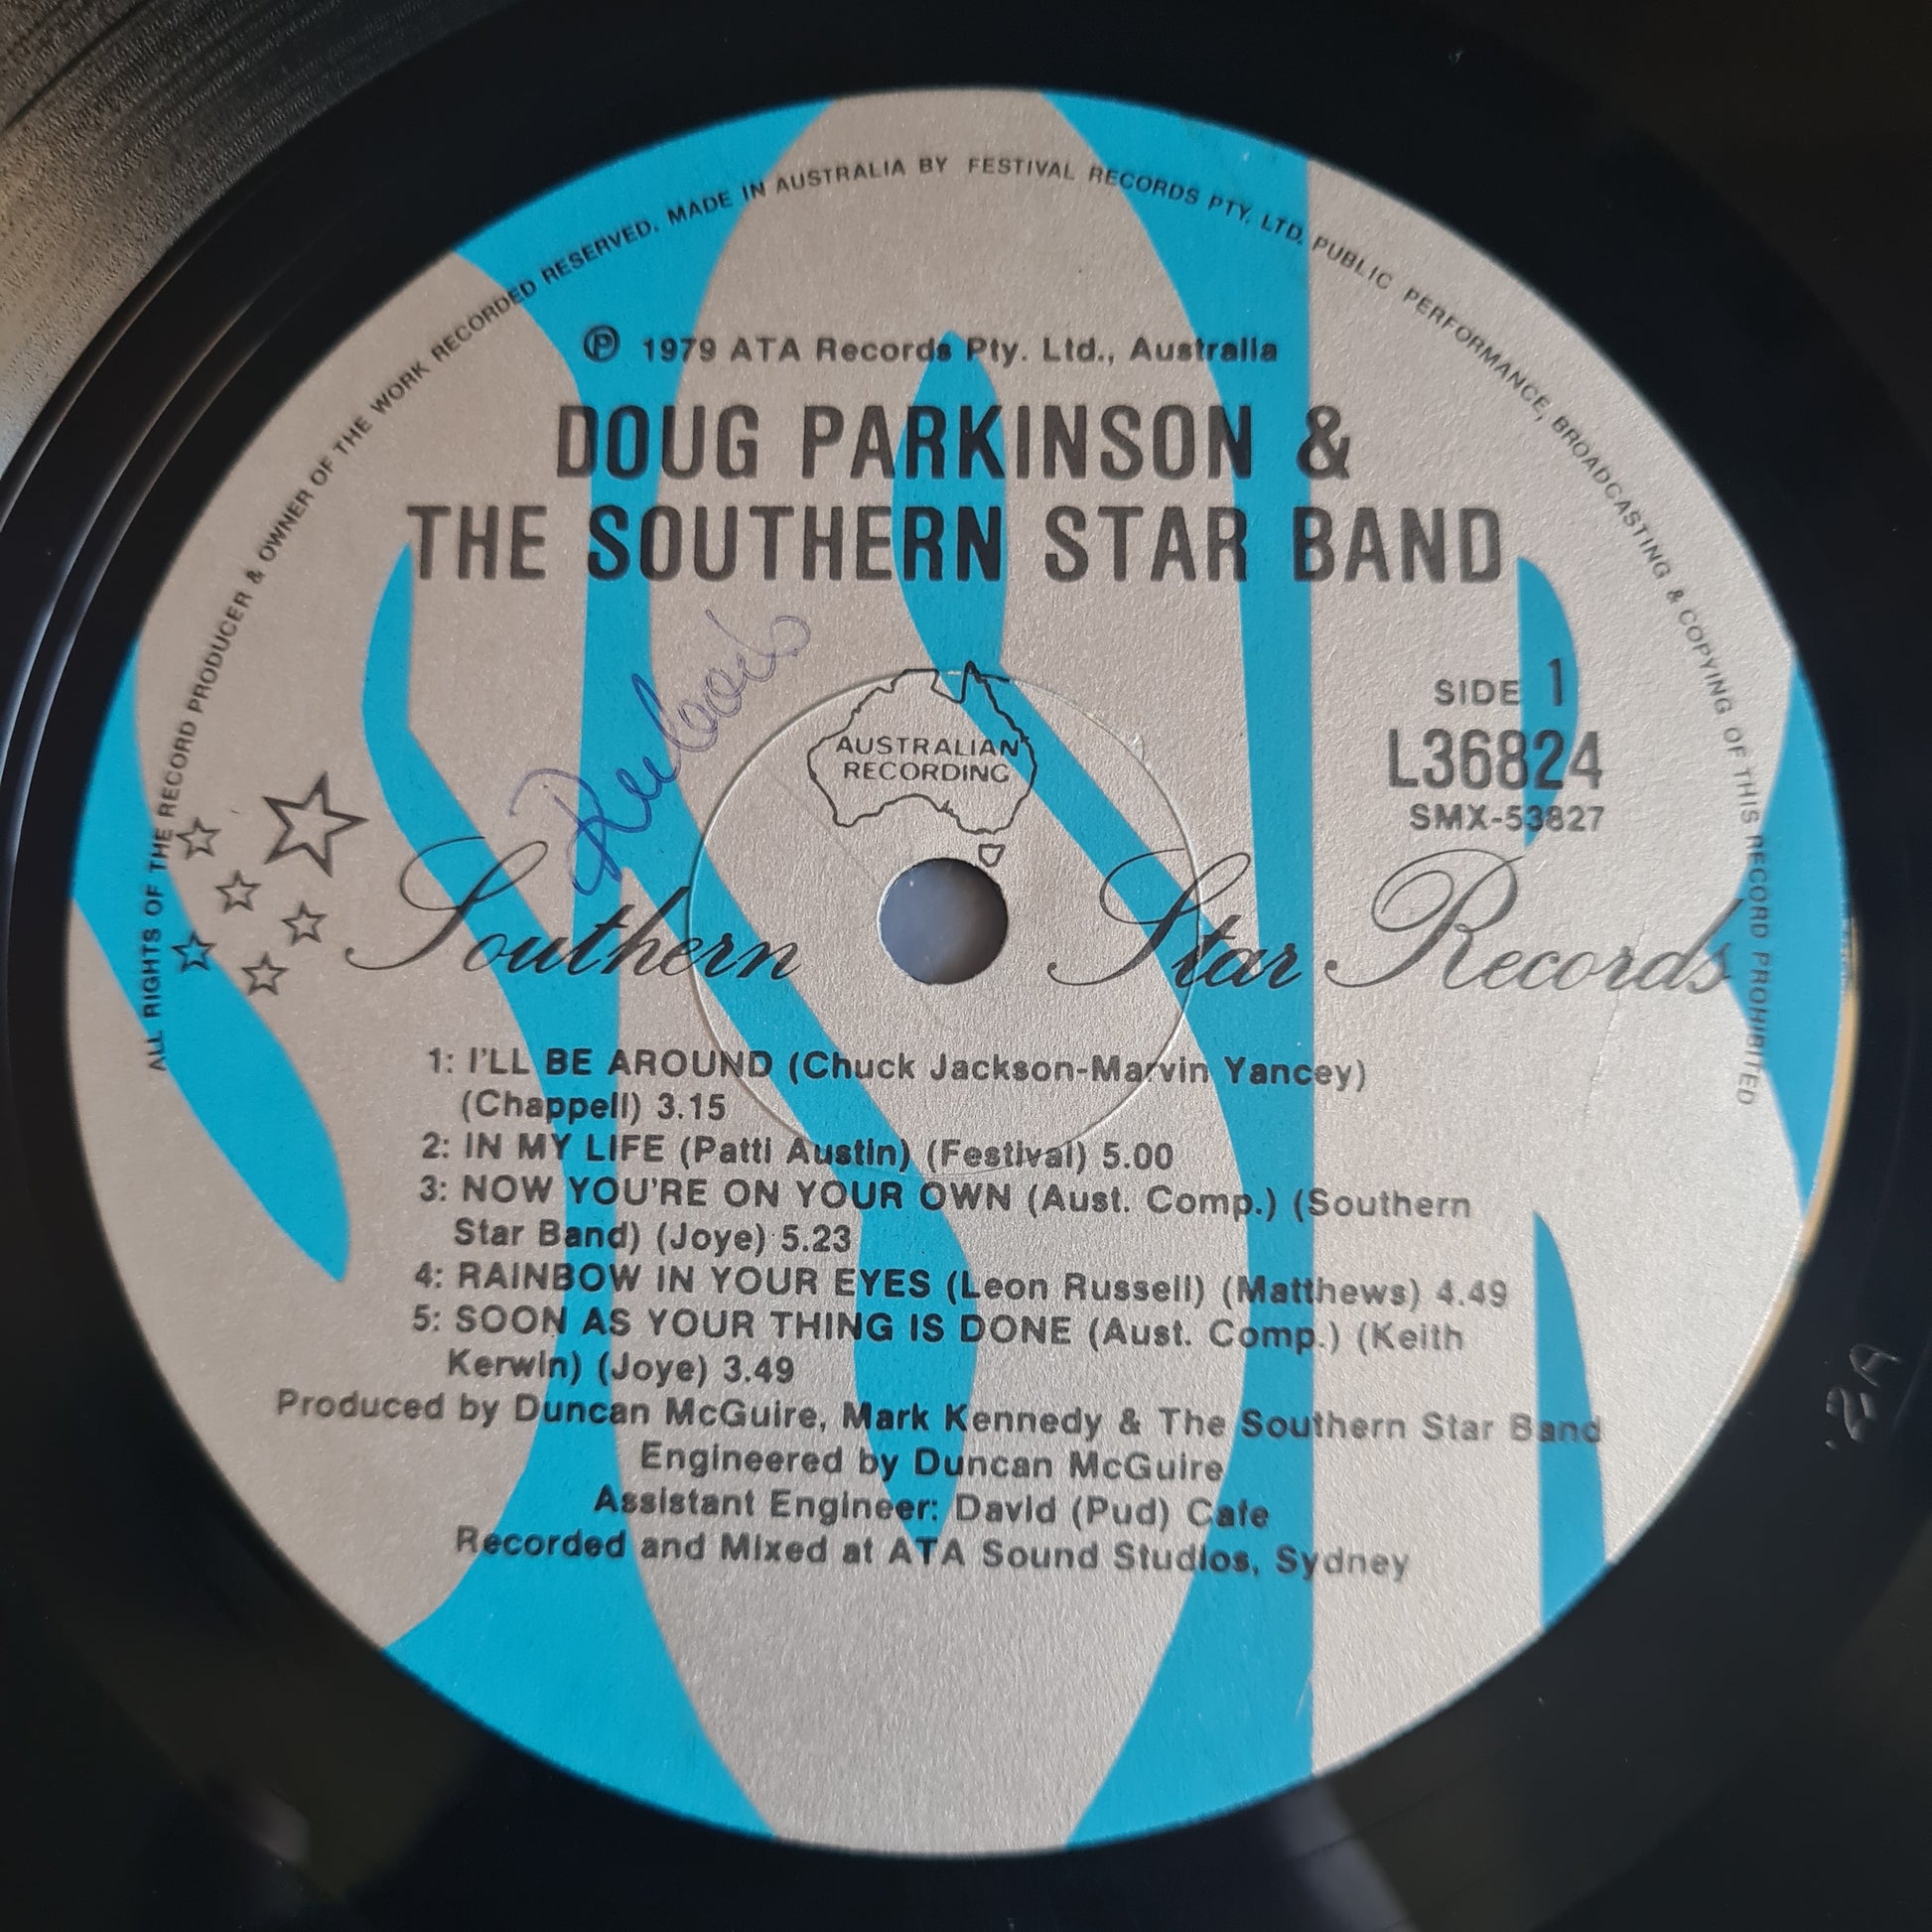 ALL RIGHTS OF THE RECORD PRODUCER & OWNER OF THE WORK RECORDED RESERVED. MADE IN AUSTRALIA BY FESTIVAL RECORDS PTY. LTD. PUBLIC PERFORMANCE, BROADCASTING & COPYING OF THIS RECORD PROHIBITED
℗ 1979 ATA Records Pty. Ltd., Australia
DOUG PARKINSON &
THE SOUTHERN STAR BAND
SIDE 1
L36824
SMX-53827
AUSTRALIAN
RECORDING
Southern Star Records
1: I'LL BE AROUND (Chuck Jackson-Marvin Yancey)
(Chappell) 3.15
2: IN MY LIFE (Patti Austin) (Festival) 5.00
3: NOW YOU'RE ON YOUR OWN (Aust. Comp.) (Southern
Star Band) (Joye) 5.23
4: RAINBOW IN YOUR EYES (Leon Russell) (Matthews) 4.49
5: SOON AS YOUR THING IS DONE (Aust. Comp.) (Keith
Kerwin) (Joye) 3.49
Produced by Duncan McGuire, Mark Kennedy & The Southern Star Band
Engineered by Duncan McGuire
Assistant Engineer: David (Pud) Cafe
Recorded and Mixed at ATA Sound Studios, Sydney